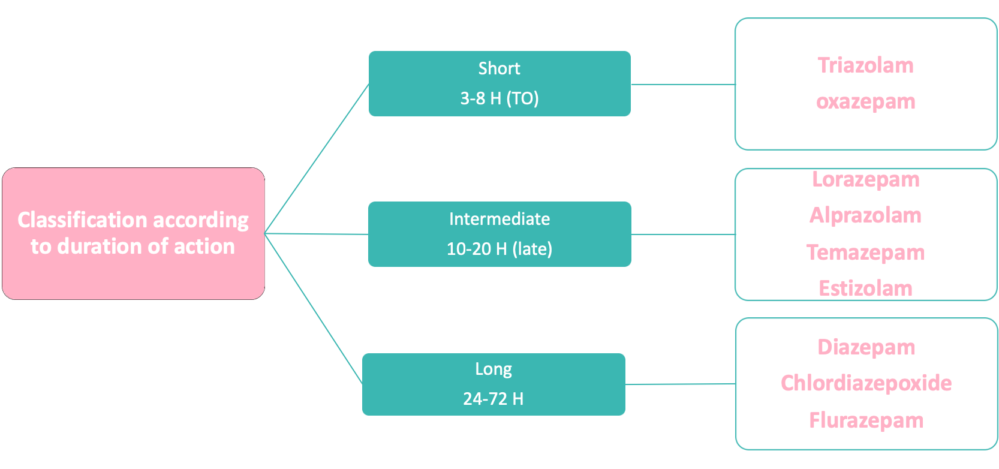 Classification according
to duration of action
Short
3-8 H (TO)
Triazolam
oxazepam
Intermediate
10-20 H (late)
Lorazepam
Alprazolam
Temazepam
Estizolam
Long
24-72 H
Diazepam
Chlordiazepoxide
Flurazepam